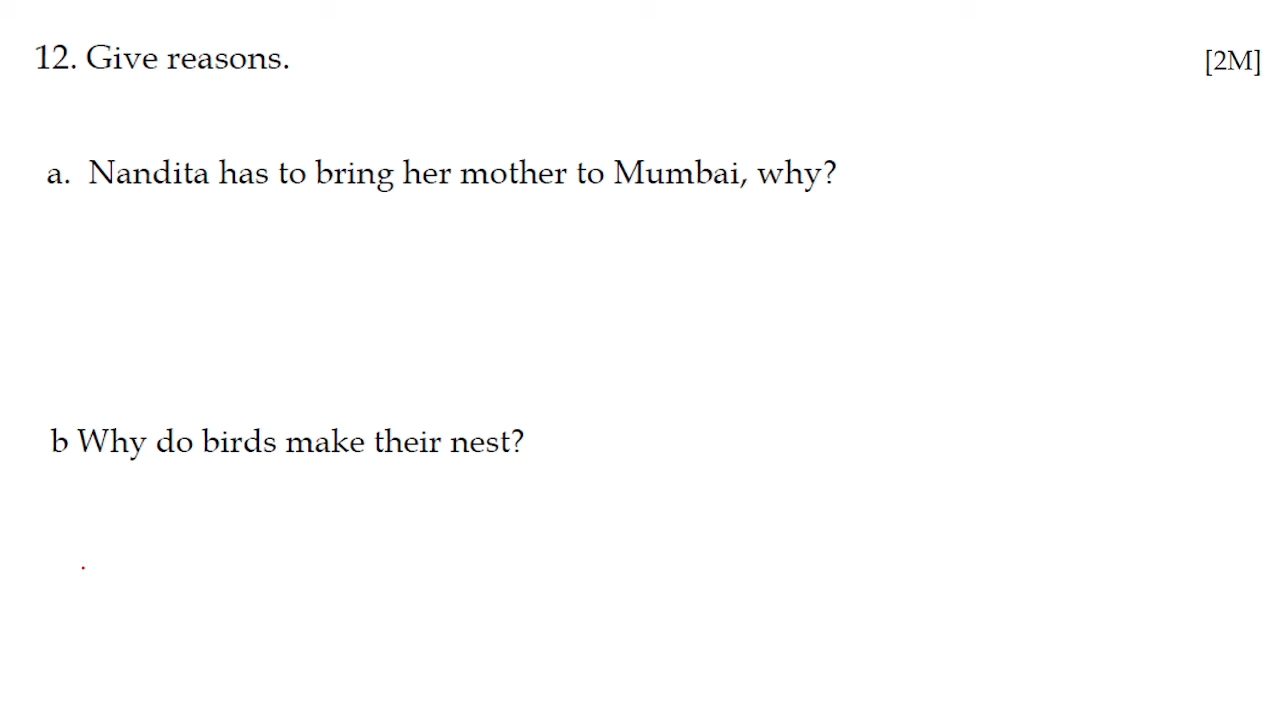 12. Give reasons. [2M]
a. Nandita has to bring her mother to Mumbai, why?
b Why do birds make their nest?
.